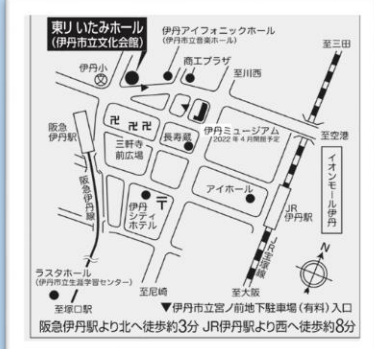 東リ いたみホール
(伊丹市立文化会館)
伊丹アイフォニックホール
(伊丹市立音楽ホール)
至三田
伊丹小
文
商工プラザ
至川西
阪急
伊丹駅
卍
卍 卍
三軒寺
前広場
長寿蔵
伊丹ミュージアム
2022年4月開館予定
至空港
イオンモール伊丹
阪急伊丹線
伊丹
シティ
ホテル
〒
アイホール
JR
伊丹駅
JR宝塚線
N
ラスタホール
(伊丹市立生涯学習センター)
至塚口駅
至尼崎
至大阪
▼伊丹市立宮ノ前地下駐車場(有料)入口
阪急伊丹駅より北へ徒歩約3分 JR伊丹駅より西へ徒歩約8分